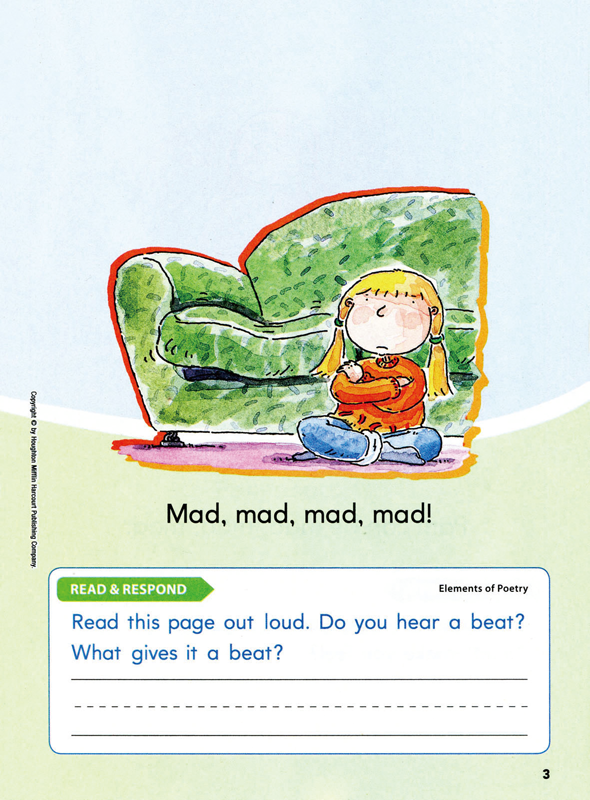 Mad, mad, mad, mad!
READ & RESPOND
Elements of Poetry
Read this page out loud. Do you hear a beat?
What gives it a beat?
Copyright © by Houghton Mifflin Harcourt Publishing Company.
3